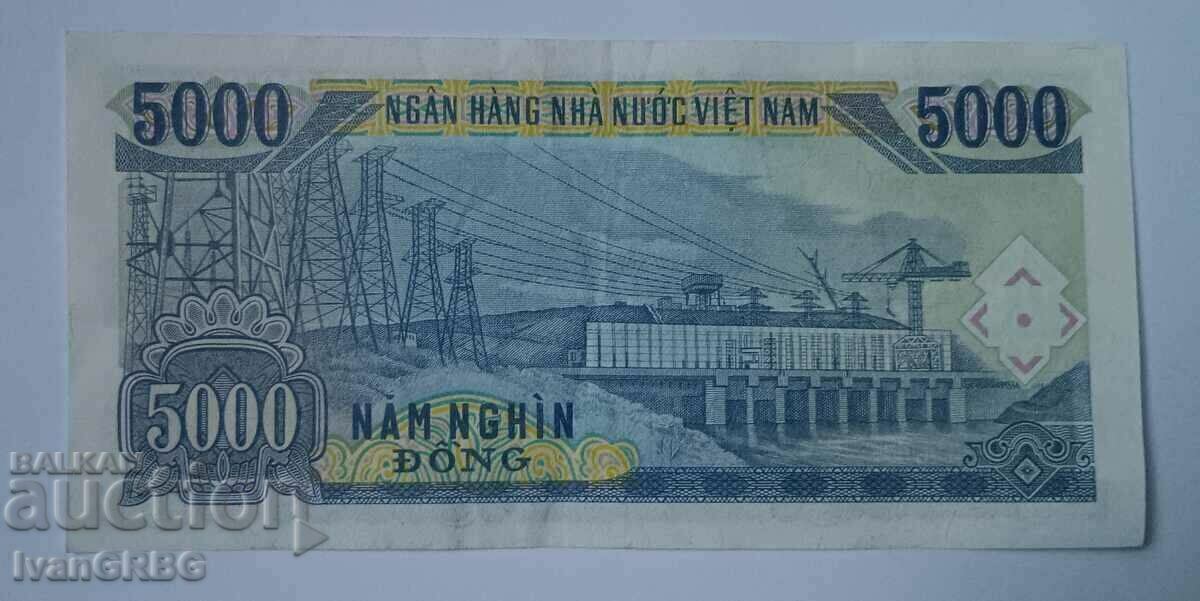 5000 NGÂN HÀNG NHÀ NƯỚC VIỆT NAM 5000
5000
NĂM NGHÌN
ĐỒNG
BALKAN
auction
IvanGRBG